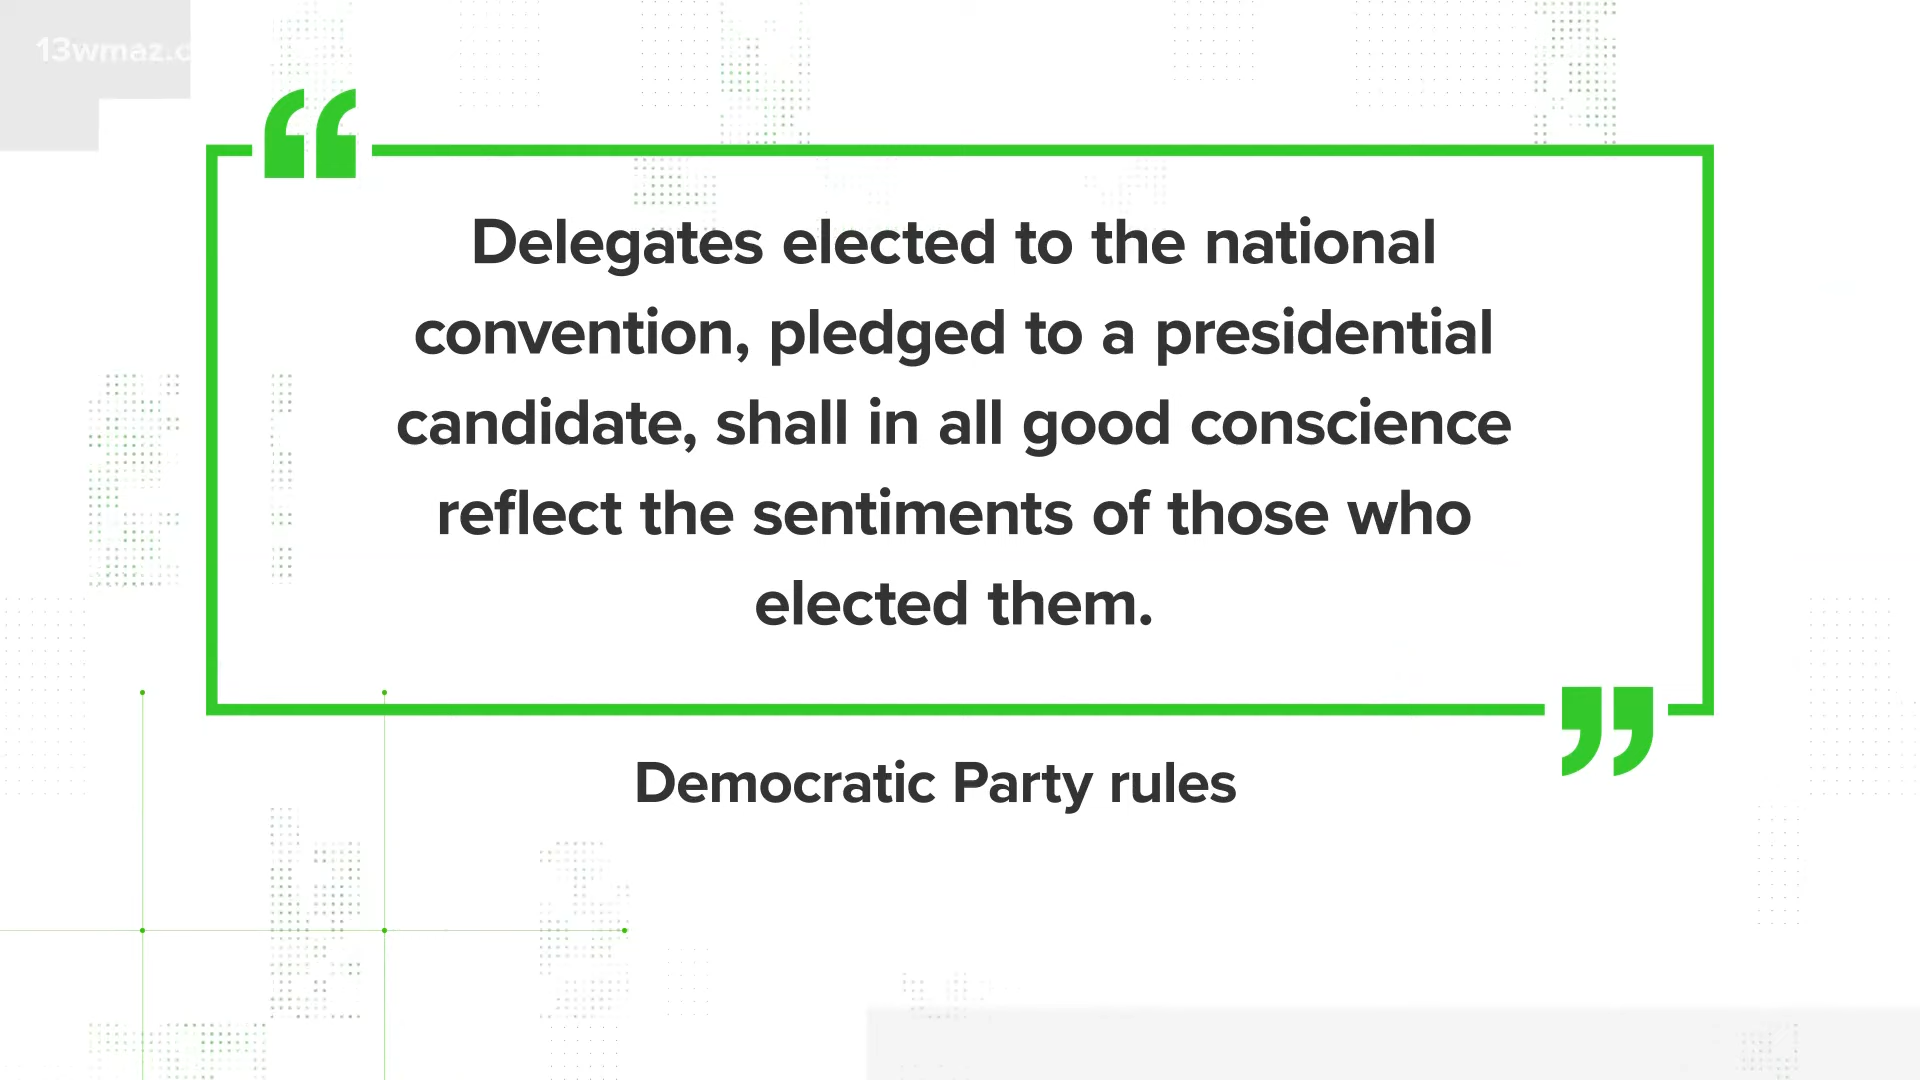 13wmaz.c
Delegates elected to the national
convention, pledged to a presidential
candidate, shall in all good conscience
reflect the sentiments of those who
elected them.
Democratic Party rules